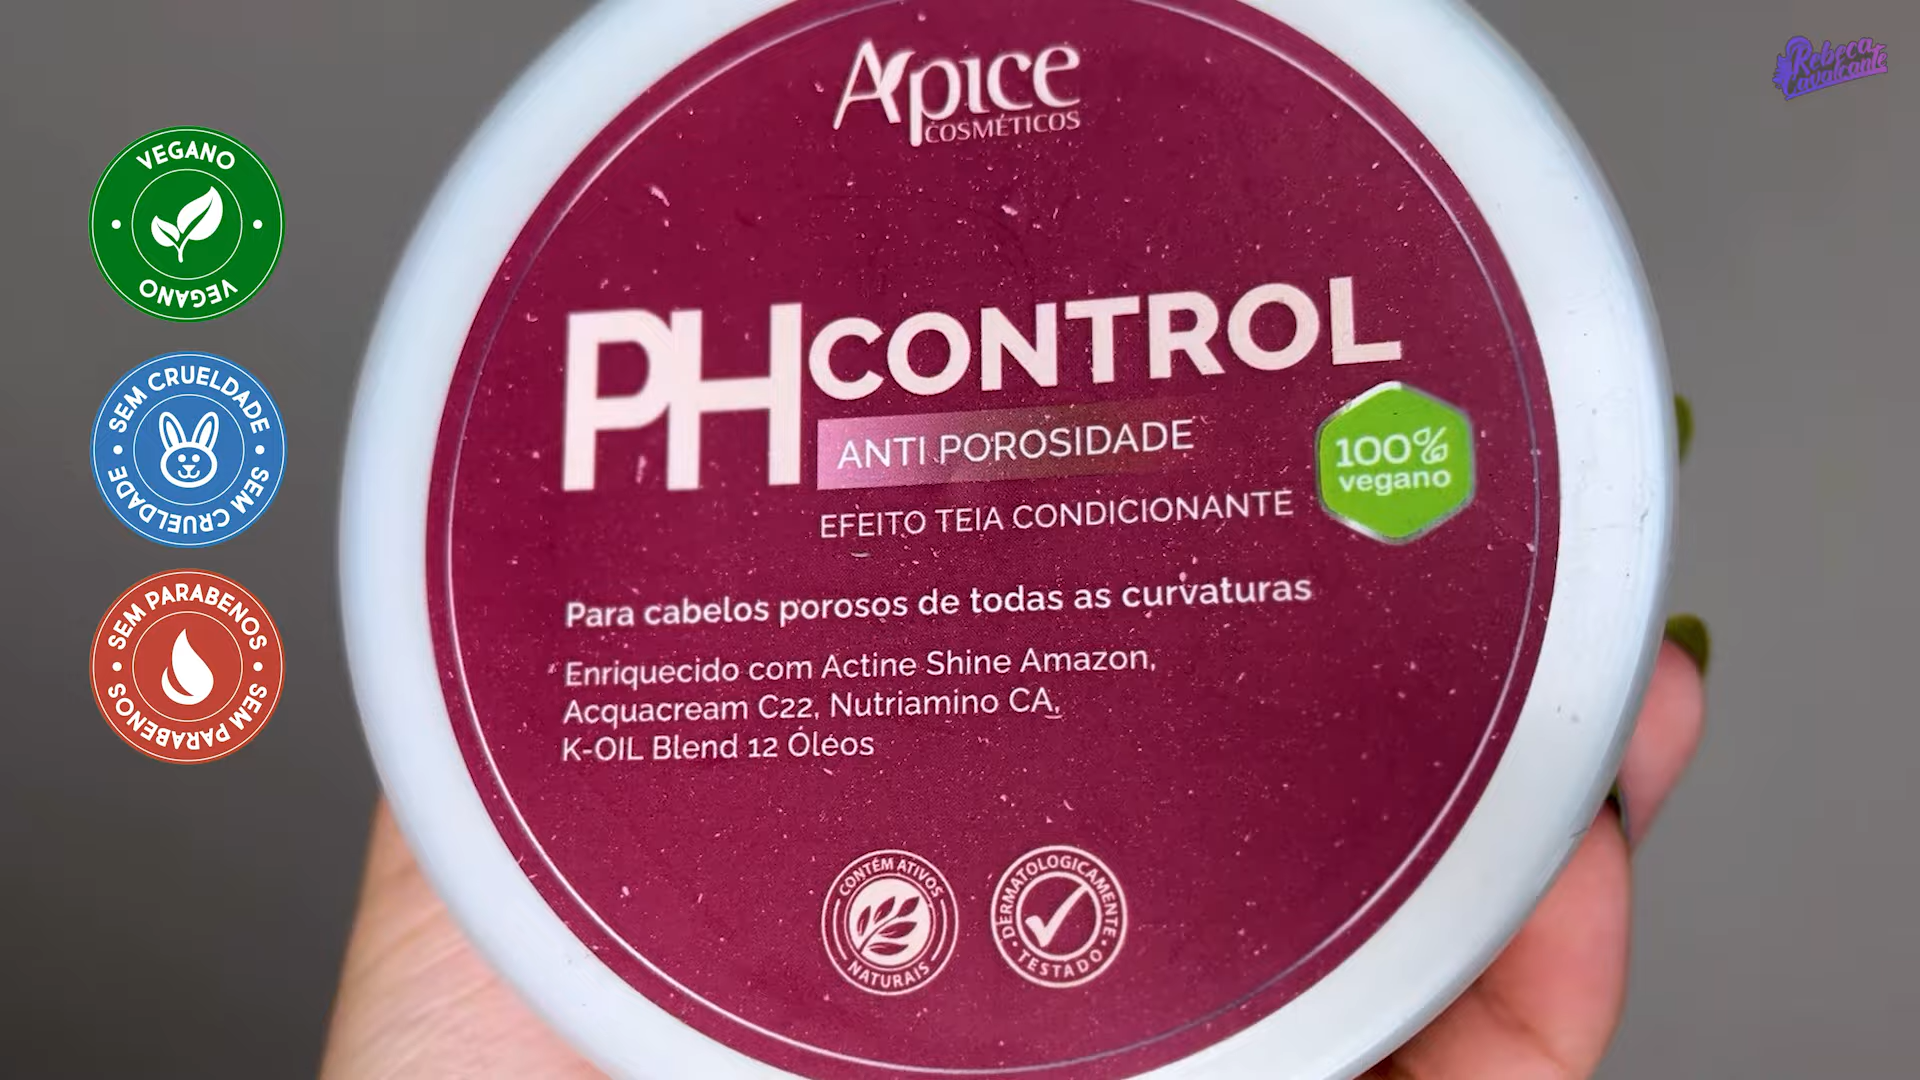 Apice
COSMÉTICOS
Rebeca
Cavalcante
VEGANO
VEGANO
SEM CRUELDADE
SEM CRUELDADE
SEM PARABENOS
SEM PARABENOS
PHCONTROL
ANTI POROSIDADE
EFEITO TEIA CONDICIONANTE
100%
vegano
Para cabelos porosos de todas as curvaturas
Enriquecido com Actine Shine Amazon,
Acquacream C22, Nutriamino CA,
K-OIL Blend 12 Óleos
CONTÉM ATIVOS
NATURAIS
DERMATOLOGICAMENTE
TESTADO